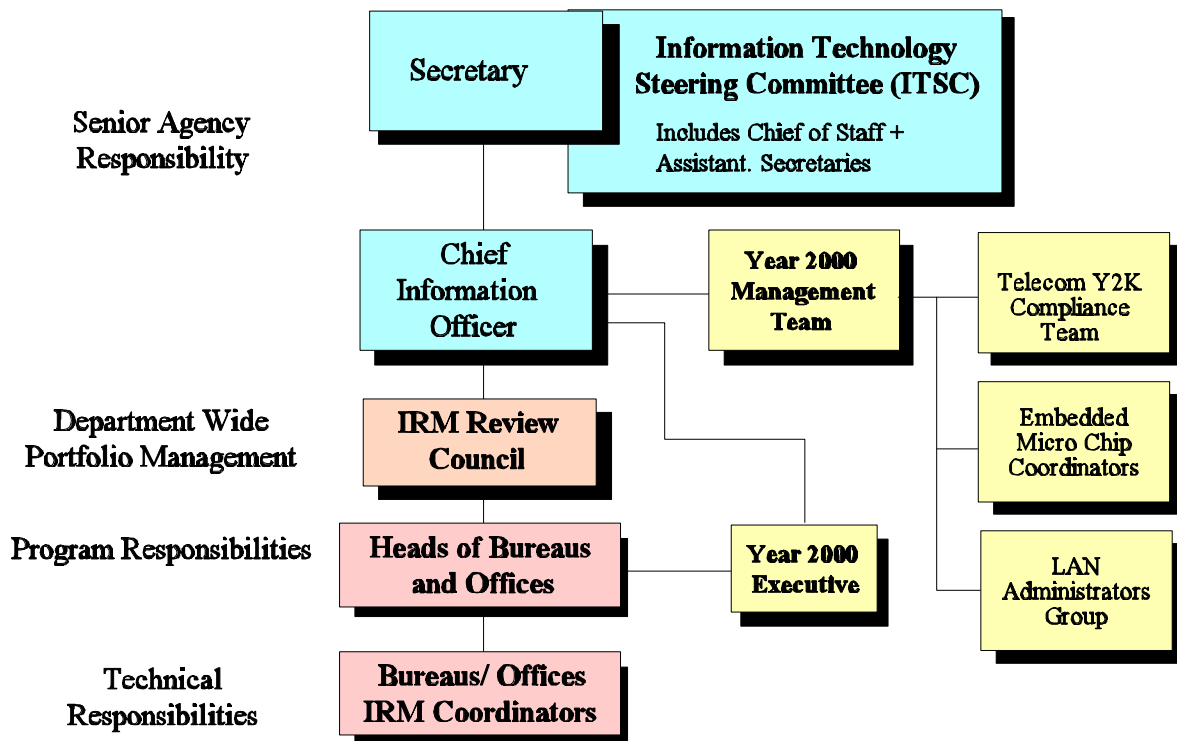 Secretary
Information Technology
Steering Committee (ITSC)
Includes Chief of Staff +
Assistant. Secretaries
Senior Agency
Responsibility
Chief
Information
Officer
Year 2000
Management
Team
Telecom Y2K
Compliance
Team
Department Wide
Portfolio Management
IRM Review
Council
Embedded
Micro Chip
Coordinators
Program Responsibilities
Heads of Bureaus
and Offices
Year 2000
Executive
LAN
Administrators
Group
Technical
Responsibilities
Bureaus/ Offices
IRM Coordinators